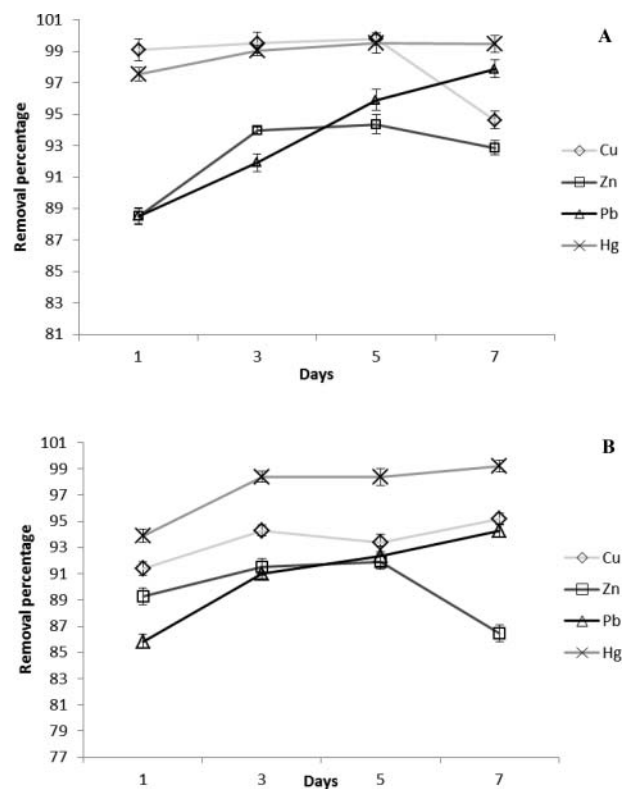 A
101
99
97
95
93
91
89
87
85
83
81
Removal percentage
1 3 5 7
Days
Cu
Zn
Pb
Hg
B
101
99
97
95
93
91
89
87
85
83
81
79
77
Removal percentage
1 3 5 7
Days
Cu
Zn
Pb
Hg